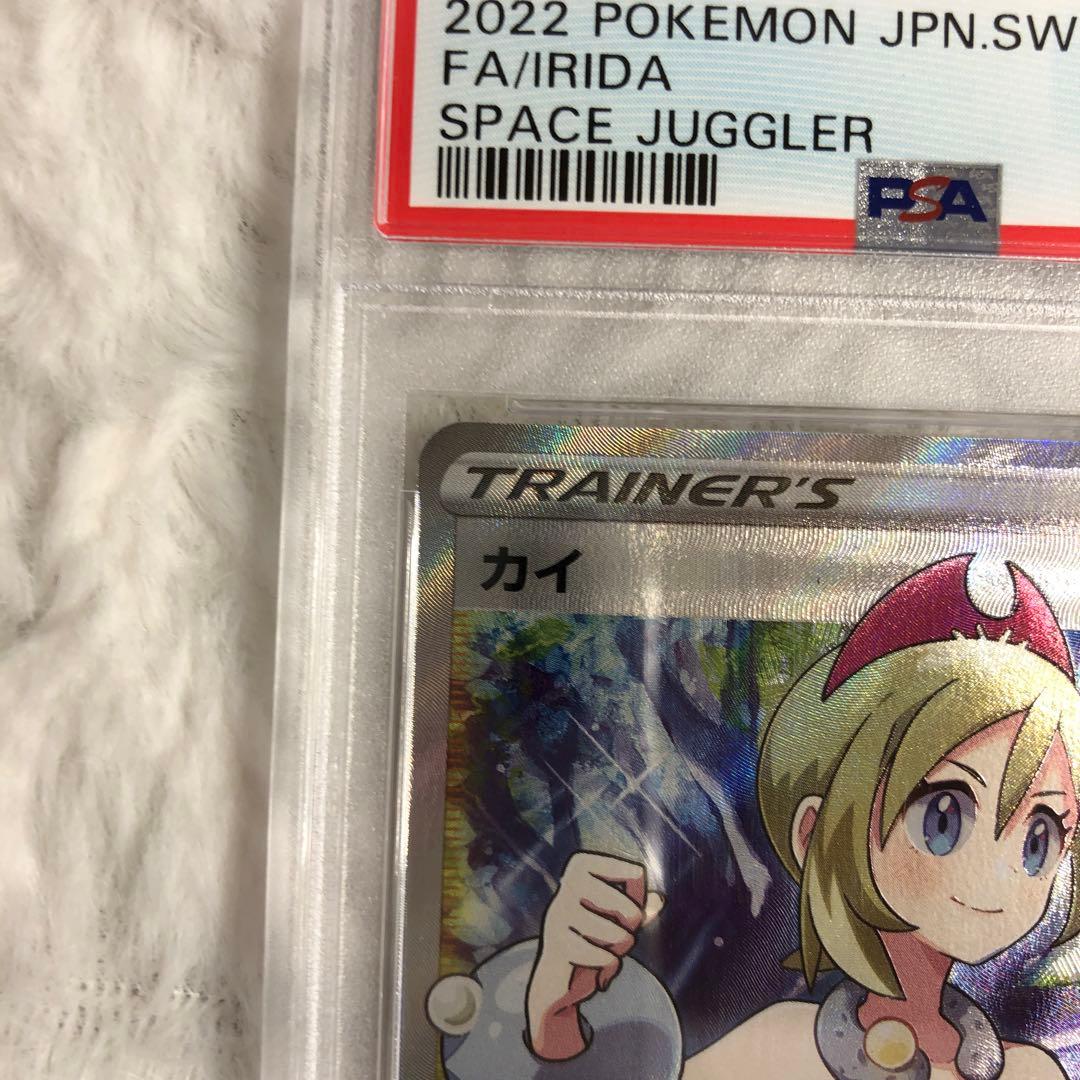 2022 POKEMON JPN.SW
FA/IRIDA
SPACE JUGGLER
PSA
TRAINER'S
カイ